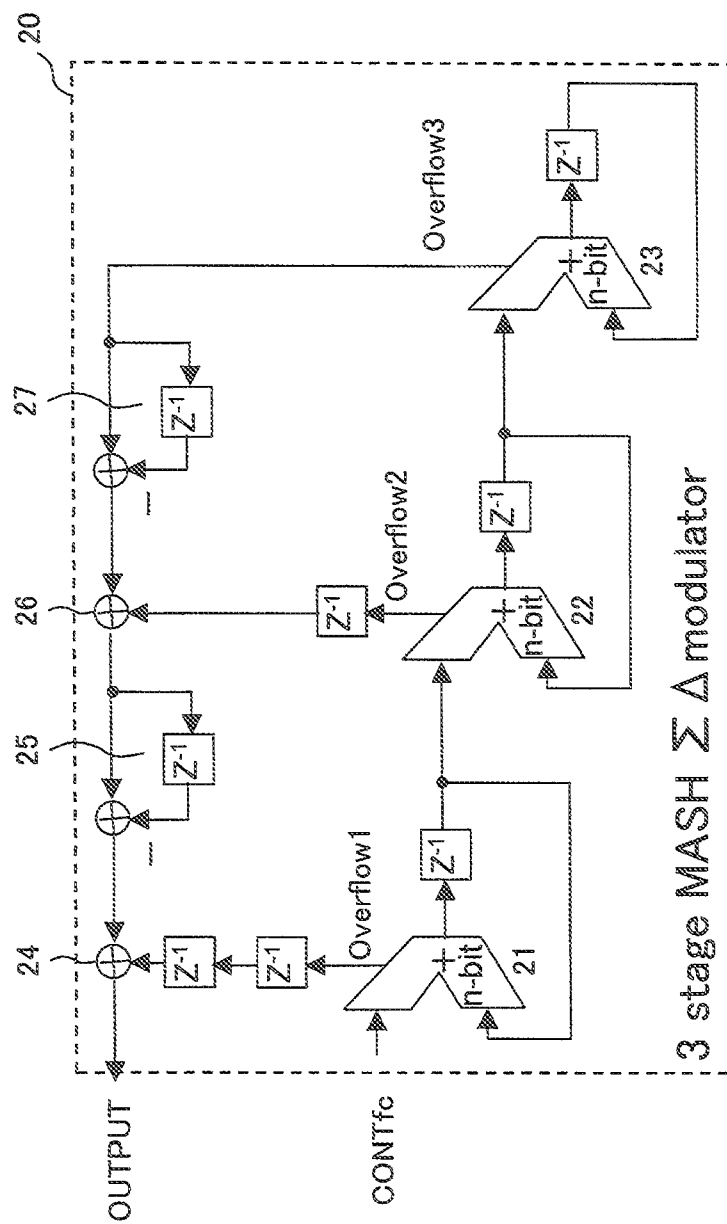 20
27
26
25
24
OUTPUT
Z-1
Z-1
Z-1
Z-1
Z-1
Overflow1
Overflow2
Overflow3
Z-1
Z-1
Z-1
+
n-bit
21
+
n-bit
22
+
n-bit
23
CONTfc
3 stage MASH Σ Δ modulator